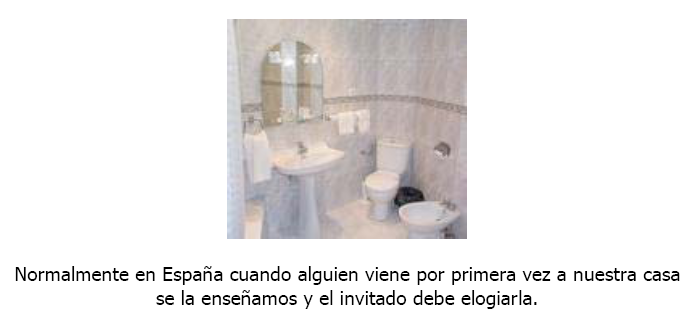 Normalmente en España cuando alguien viene por primera vez a nuestra casa
se la enseñamos y el invitado debe elogiarla.